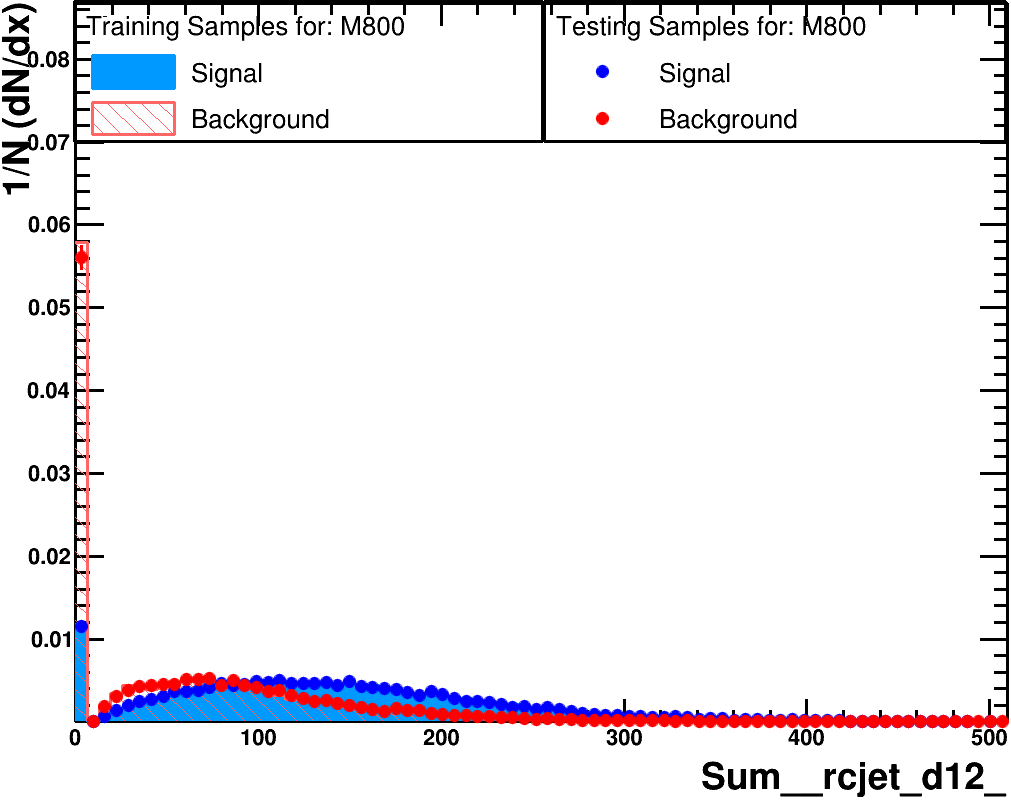 Training Samples for: M800
Signal
Background
Testing Samples for: M800
Signal
Background
1/N (dN/dx)
0.08
0.07
0.06
0.05
0.04
0.03
0.02
0.01
0 100 200 300 400 500
Sum__rcjet_d12_